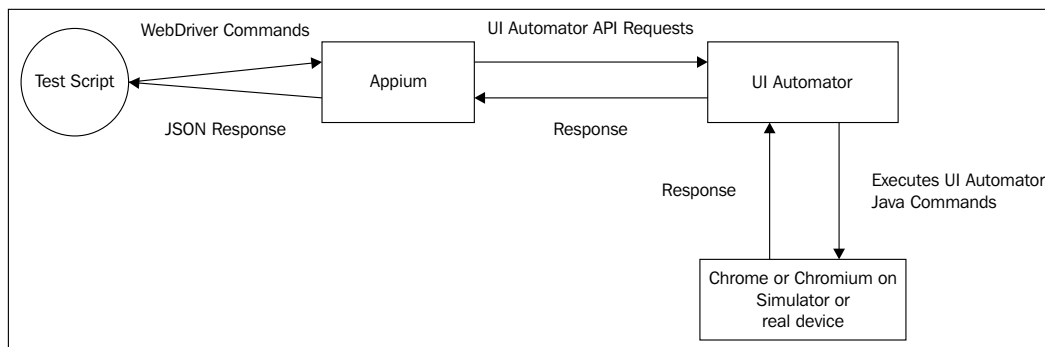 WebDriver Commands
UI Automator API Requests
Test Script
Appium
UI Automator
JSON Response
Response
Response
Executes UI Automator
Java Commands
Chrome or Chromium on
Simulator or
real device